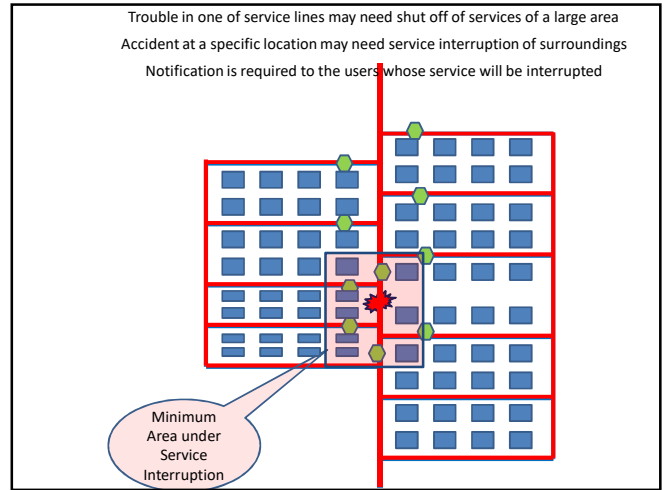 Trouble in one of service lines may need shut off of services of a large area
Accident at a specific location may need service interruption of surroundings
Notification is required to the users whose service will be interrupted
Minimum
Area under
Service
Interruption